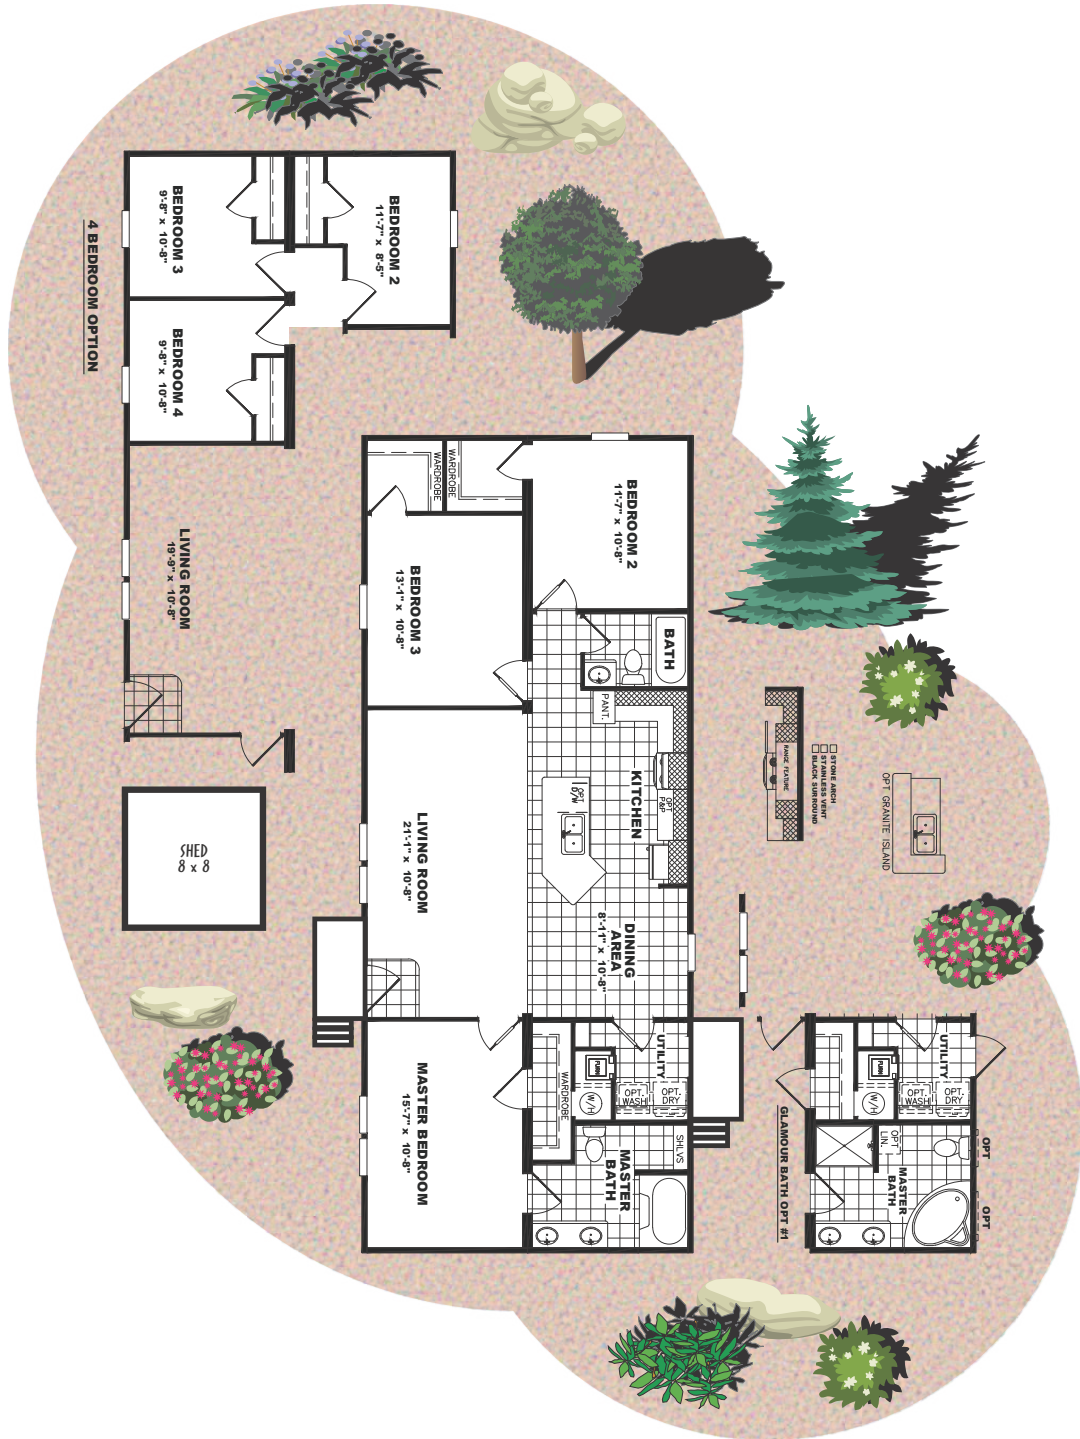 BEDROOM 3
9'-8" x 10'-8"
BEDROOM 2
11'-7" x 8'-5"
BEDROOM 4
9'-8" x 10'-8"
4 BEDROOM OPTION
LIVING ROOM
19'-9" x 10'-8"
SHED
8 x 8
WARDROBE
WARDROBE
BEDROOM 2
11'-7" x 10'-8"
BEDROOM 3
13'-1" x 10'-8"
BATH
PANT.
KITCHEN
OPT
D/W
OPT
P&P
LIVING ROOM
21'-1" x 10'-8"
DINING
AREA
8'-11" x 10'-8"
UTILITY
FURN
W/H
OPT.
WASH
OPT.
DRY
WARDROBE
MASTER BEDROOM
15'-7" x 10'-8"
MASTER
BATH
SHLVS
RANGE FEATURE
STONE ARCH
STAINLESS VENT
BLACK SURROUND
OPT. GRANITE ISLAND
UTILITY
FURN
W/H
OPT.
WASH
OPT.
DRY
OPT
LIN.
MASTER
BATH
OPT
OPT
GLAMOUR BATH OPT #1